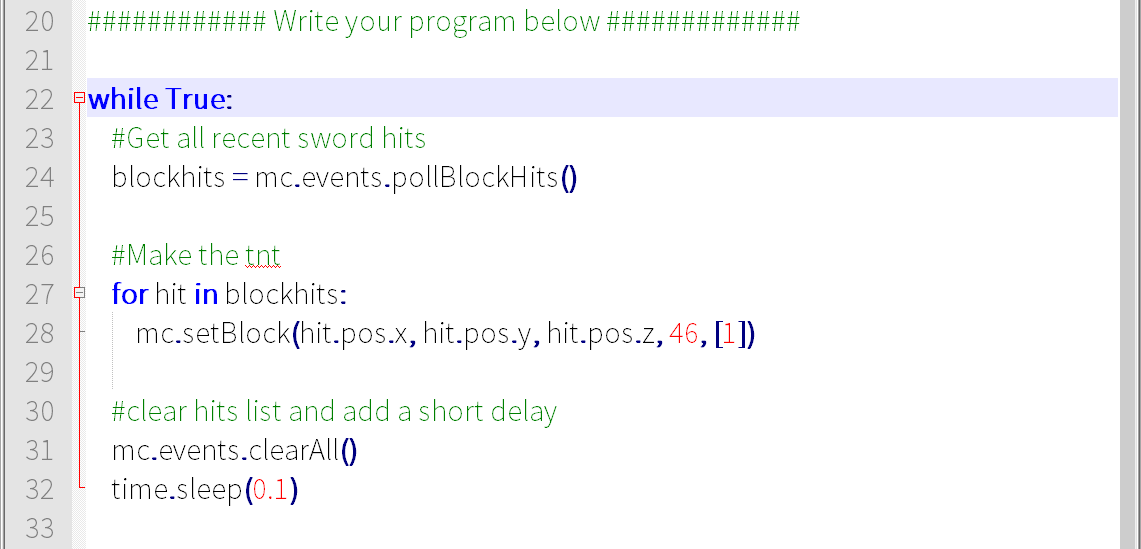 20 ############ Write your program below #############
21
22 while True:
23 #Get all recent sword hits
24 blockhits = mc.events.pollBlockHits()
25
26 #Make the tnt
27 for hit in blockhits:
28 mc.setBlock(hit.pos.x, hit.pos.y, hit.pos.z, 46, [1])
29
30 #clear hits list and add a short delay
31 mc.events.clearAll()
32 time.sleep(0.1)
33